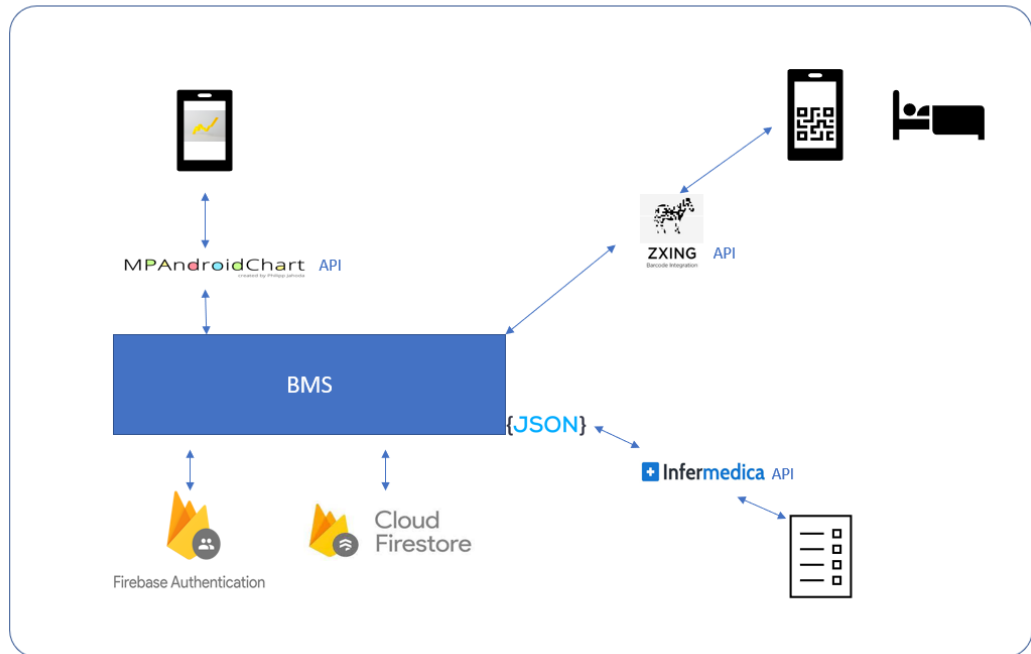 MPAndroidChart API
created by Philipp Jahoda
ZXING API
Barcode Integration
BMS
{JSON}
Infermedica API
Cloud
Firestore
Firebase Authentication